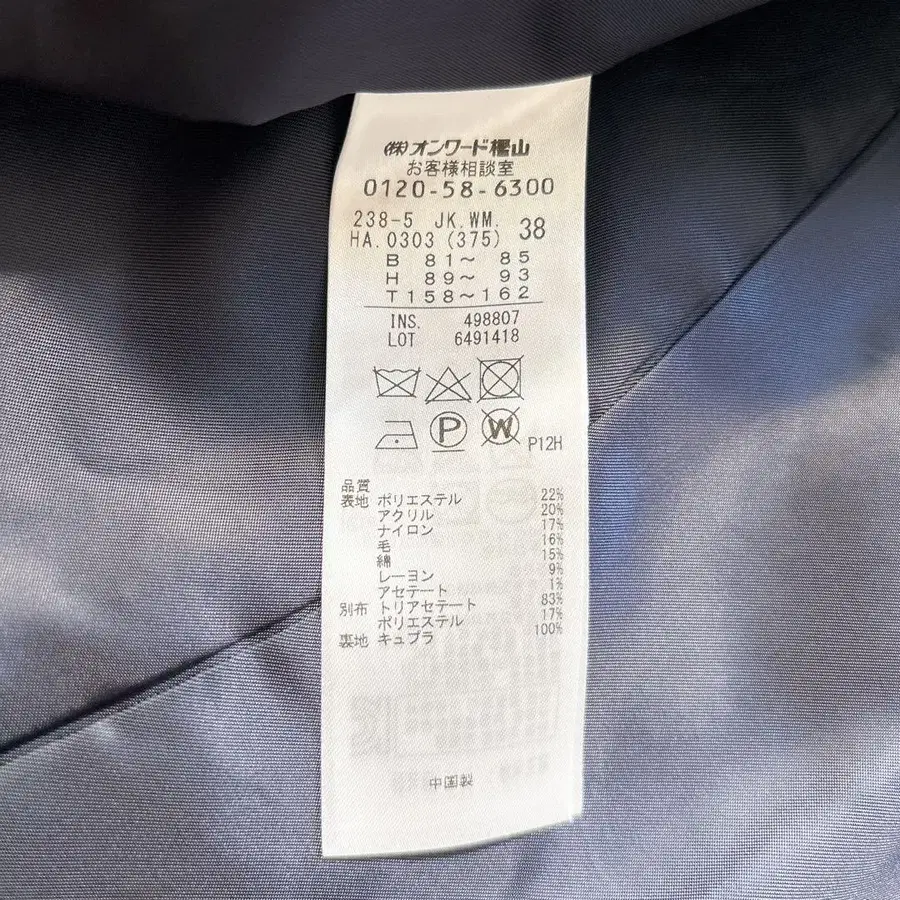 (株)オンワード樫山
お客様相談室
0120-58-6300
238-5 JK.WM. 38
HA.0303 (375)
B 81〜 85
H 89〜 93
T158〜162
INS. 498807
LOT 6491418
P W P12H
品質
表地 ポリエステル 22%
アクリル 20%
ナイロン 17%
毛 16%
綿 15%
レーヨン 9%
アセテート 1%
別布 トリアセテート 83%
ポリエステル 17%
裏地 キュプラ 100%
中国製